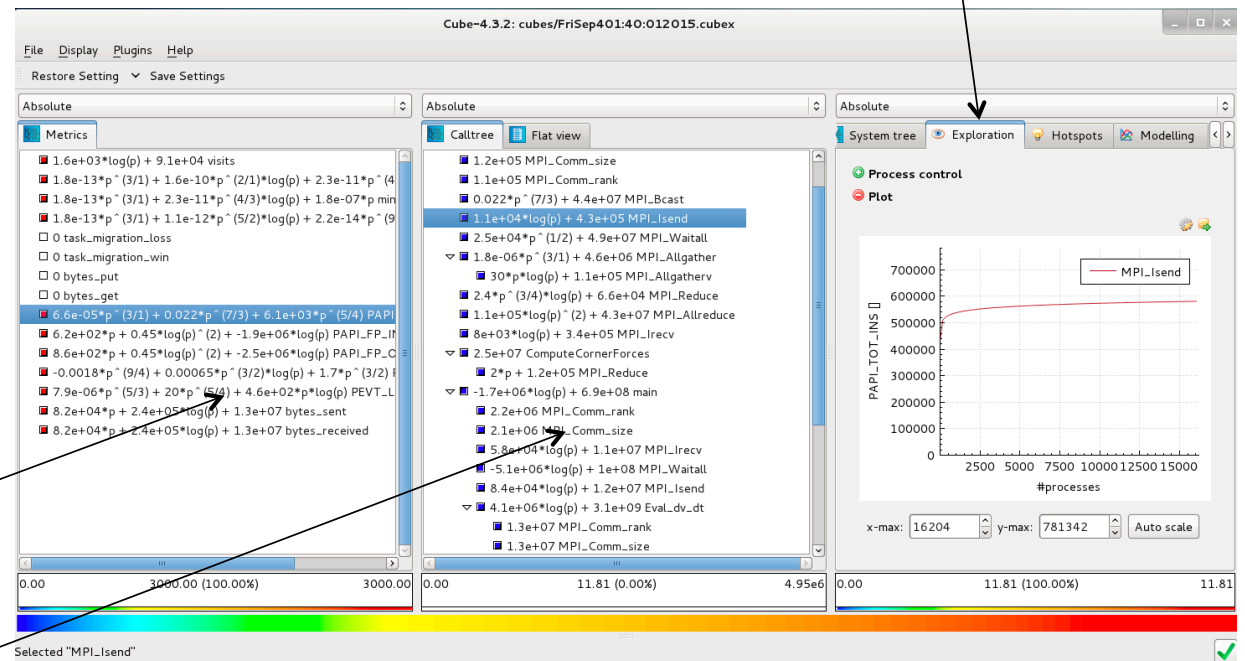 Cube-4.3.2: cubes/FriSep401:40:012015.cubex
File Display Plugins Help
Restore Setting Save Settings
Absolute
Metrics
1.6e+03*log(p) + 9.1e+04 visits
1.8e-13*p^(3/1) + 1.6e-10*p^(2/1)*log(p) + 2.3e-11*p^(4
1.8e-13*p^(3/1) + 2.3e-11*p^(4/3)*log(p) + 1.8e-07*p min
1.8e-13*p^(3/1) + 1.1e-12*p^(5/2)*log(p) + 2.2e-14*p^(9
0 task_migration_loss
0 task_migration_win
0 bytes_put
0 bytes_get
6.6e-05*p^(3/1) + 0.022*p^(7/3) + 6.1e+03*p^(5/4) PAPI
6.2e+02*p + 0.45*log(p)^(2) + -1.9e+06*log(p) PAPI_FP_I
8.6e+02*p + 0.45*log(p)^(2) + -2.5e+06*log(p) PAPI_FP_O
-0.0018*p^(9/4) + 0.00065*p^(3/2)*log(p) + 1.7*p^(3/2)
7.9e-06*p^(5/3) + 20*p^(5/4) + 4.6e+02*p*log(p) PEVT_L
8.2e+04*p + 2.4e+05*log(p) + 1.3e+07 bytes_sent
8.2e+04*p + 2.4e+05*log(p) + 1.3e+07 bytes_received
0.00 3000.00 (100.00%) 3000.00
Absolute
Calltree Flat view
1.2e+05 MPI_Comm_size
1.1e+05 MPI_Comm_rank
0.022*p^(7/3) + 4.4e+07 MPI_Bcast
1.1e+04*log(p) + 4.3e+05 MPI_Isend
2.5e+04*p^(1/2) + 4.9e+07 MPI_Waitall
1.8e-06*p^(3/1) + 4.6e+06 MPI_Allgather
30*p*log(p) + 1.1e+05 MPI_Allgatherv
2.4*p^(3/4)*log(p) + 6.6e+04 MPI_Reduce
1.1e+05*log(p)^(2) + 4.3e+07 MPI_Allreduce
8e+03*log(p) + 3.4e+05 MPI_Irecv
2.5e+07 ComputeCornerForces
2*p + 1.2e+05 MPI_Reduce
-1.7e+06*log(p) + 6.9e+08 main
2.2e+06 MPI_Comm_rank
2.1e+06 MPI_Comm_size
5.8e+04*log(p) + 1.1e+07 MPI_Irecv
-5.1e+06*log(p) + 1e+08 MPI_Waitall
8.4e+04*log(p) + 1.2e+07 MPI_Isend
4.1e+06*log(p) + 3.1e+09 Eval_dv_dt
1.3e+07 MPI_Comm_rank
1.3e+07 MPI_Comm_size
0.00 11.81 (0.00%) 4.95e6
Absolute
System tree Exploration Hotspots Modelling
Process control
Plot
MPI_Isend
700000
600000
500000
400000
300000
200000
100000
0
PAPI_TOT_INS []
2500 5000 7500 10000 12500 15000
#processes
x-max: 16204 y-max: 781342 Auto scale
0.00 11.81 (100.00%) 11.81
Selected "MPI_Isend"